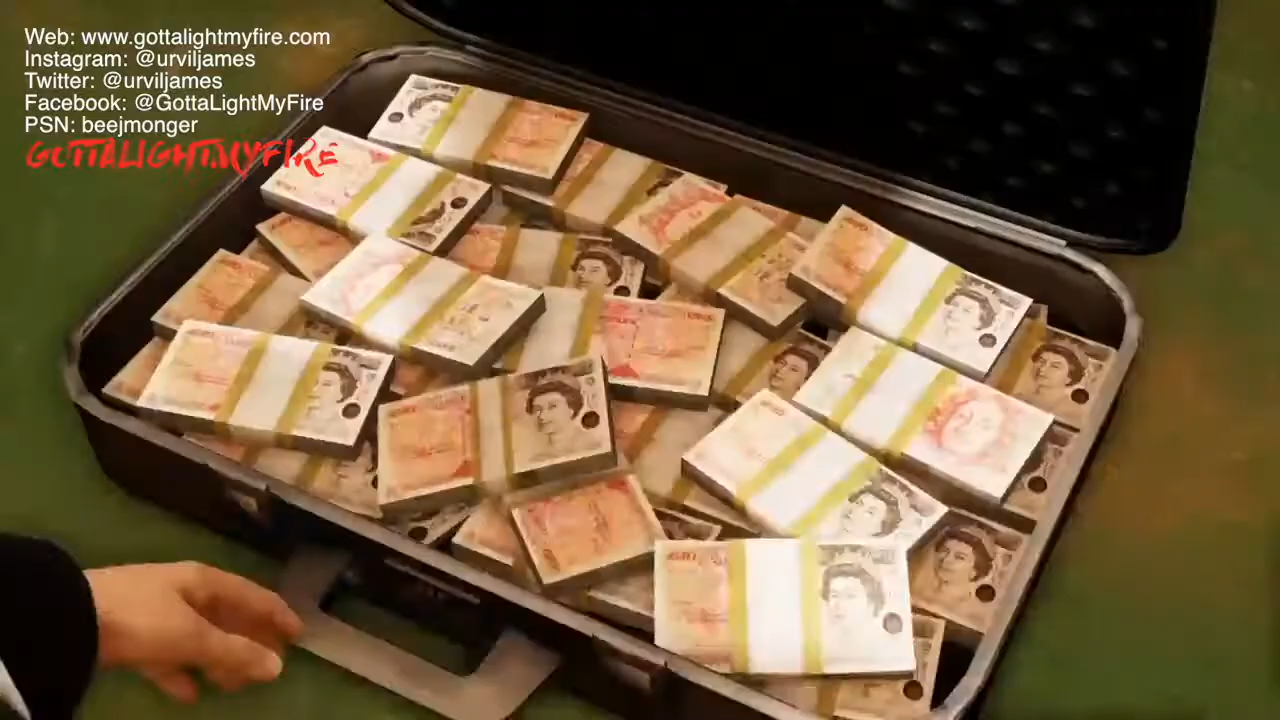 Web: www.gottalightmyfire.com
Instagram: @urviljames
Twitter: @urviljames
Facebook: @GottaLightMyFire
PSN: beejmonger
GOTTALIGHTMYFIRE